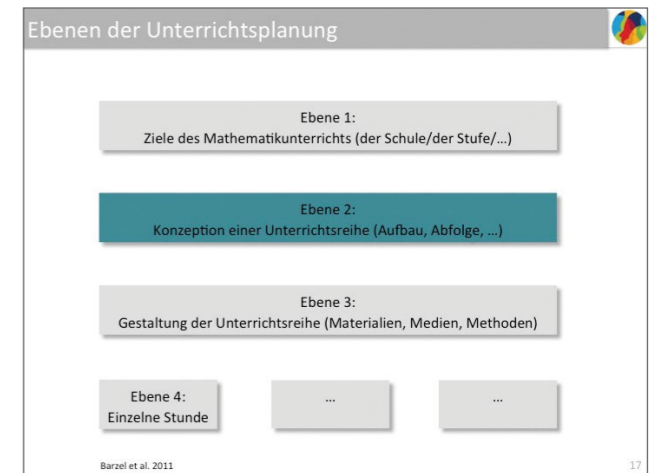 Ebenen der Unterrichtsplanung
Ebene 1:
Ziele des Mathematikunterrichts (der Schule/der Stufe/…)
Ebene 2:
Konzeption einer Unterrichtsreihe (Aufbau, Abfolge, …)
Ebene 3:
Gestaltung der Unterrichtsreihe (Materialien, Medien, Methoden)
Ebene 4:
Einzelne Stunde
…
…
Barzel et al. 2011
17